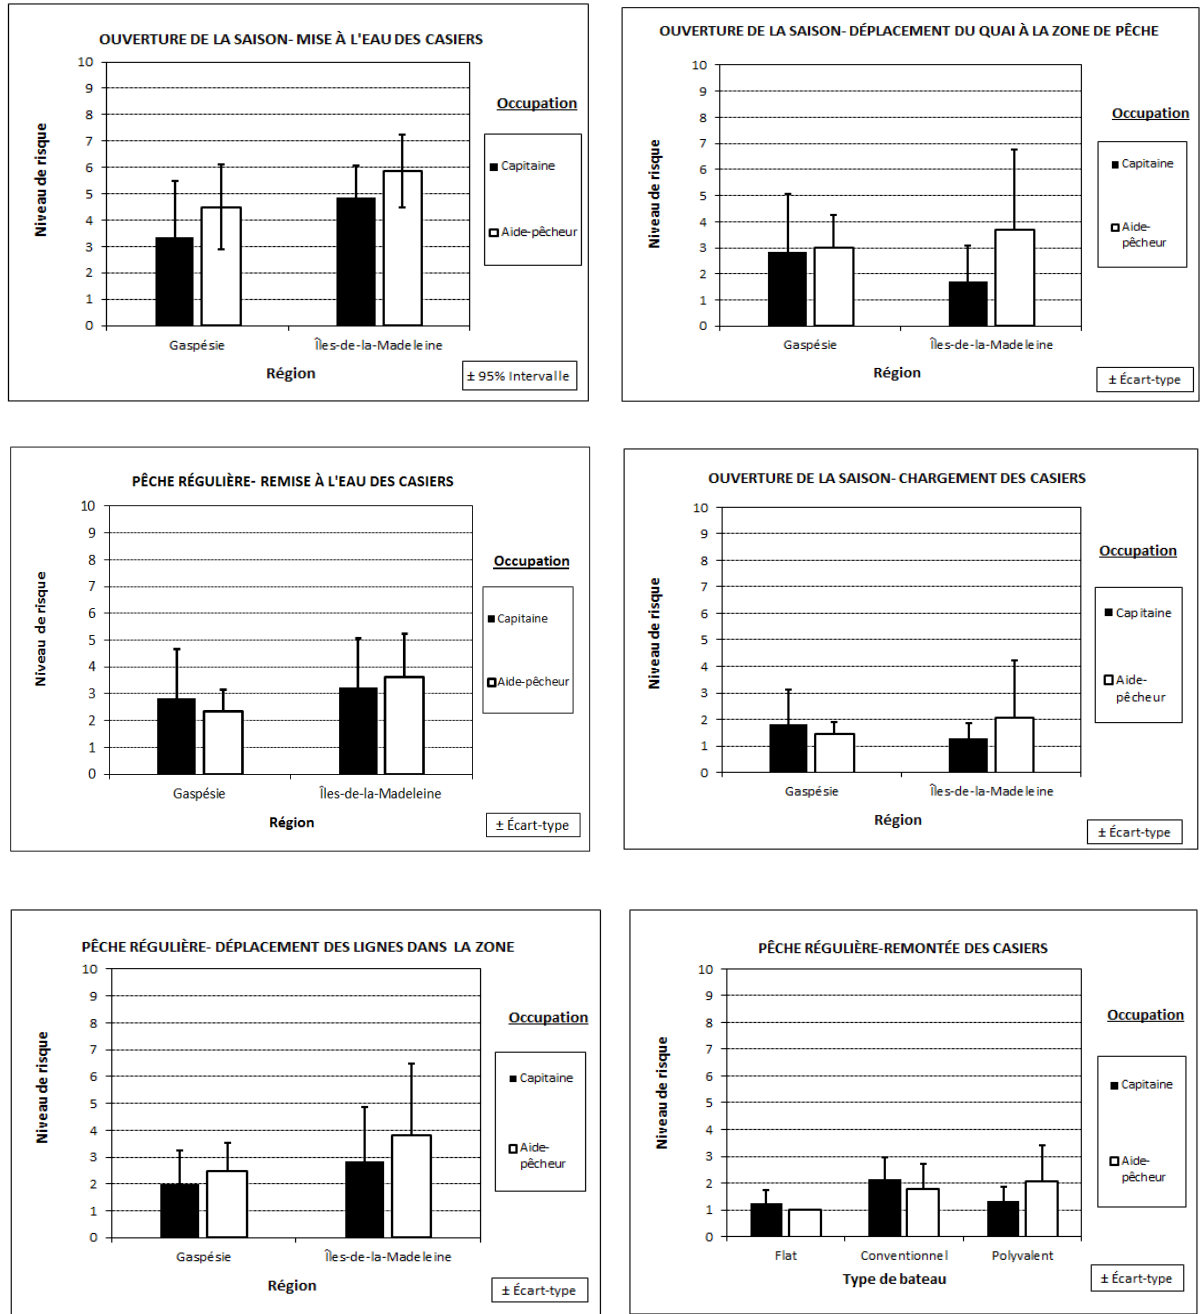 OUVERTURE DE LA SAISON- MISE À L'EAU DES CASIERS
Niveau de risque
10
9
8
7
6
5
4
3
2
1
0
Gaspésie
Îles-de-la-Madeleine
Région
Occupation
Capitaine
Aide-pêcheur
± 95% Intervalle
OUVERTURE DE LA SAISON- DÉPLACEMENT DU QUAI À LA ZONE DE PÊCHE
Niveau de risque
10
9
8
7
6
5
4
3
2
1
0
Gaspésie
Îles-de-la-Madeleine
Région
Occupation
Capitaine
Aide-
pêcheur
± Écart-type
PÊCHE RÉGULIÈRE- REMISE À L'EAU DES CASIERS
Niveau de risque
10
9
8
7
6
5
4
3
2
1
0
Gaspésie
Îles-de-la-Madeleine
Région
Occupation
Capitaine
Aide-pêcheur
± Écart-type
OUVERTURE DE LA SAISON- CHARGEMENT DES CASIERS
Niveau de risque
10
9
8
7
6
5
4
3
2
1
0
Gaspésie
Îles-de-la-Madeleine
Région
Occupation
Capitaine
Aide-
pêcheur
± Écart-type
PÊCHE RÉGULIÈRE- DÉPLACEMENT DES LIGNES DANS LA ZONE
Niveau de risque
10
9
8
7
6
5
4
3
2
1
0
Gaspésie
Îles-de-la-Madeleine
Région
Occupation
Capitaine
Aide-
pêcheur
± Écart-type
PÊCHE RÉGULIÈRE-REMONTÉE DES CASIERS
Niveau de risque
10
9
8
7
6
5
4
3
2
1
0
Flat
Conventionnel
Polyvalent
Type de bateau
Occupation
Capitaine
Aide-
pêcheur
± Écart-type